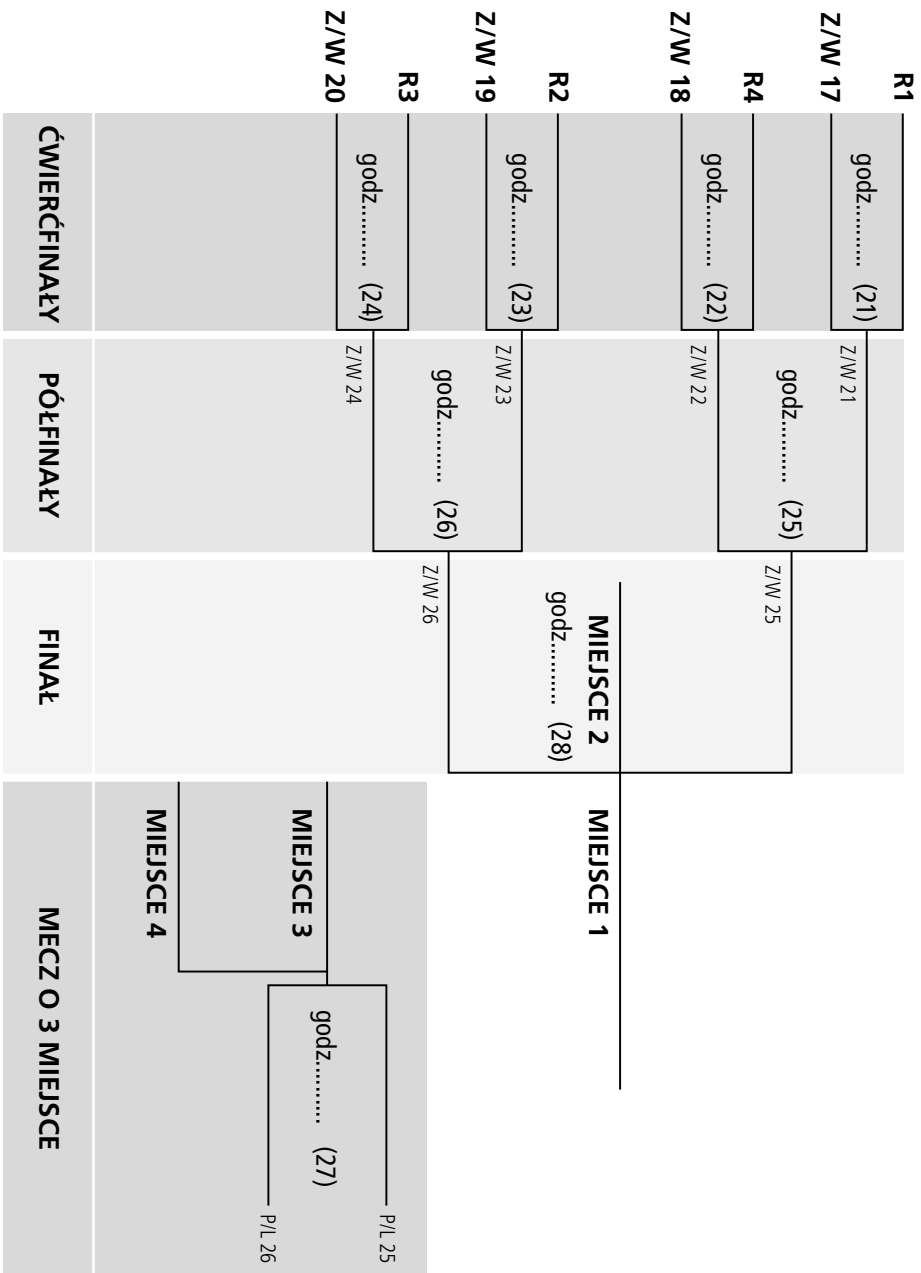 R1
godz........... (21)
Z/W 17
R4
godz........... (22)
Z/W 18
R2
godz........... (23)
Z/W 19
R3
godz........... (24)
Z/W 20
ĆWIERĆFINAŁY
Z/W 21
godz........... (25)
Z/W 22
Z/W 23
godz........... (26)
Z/W 24
PÓŁFINAŁY
Z/W 25
MIEJSCE 2
godz........... (28)
Z/W 26
FINAŁ
MIEJSCE 1
P/L 25
MIEJSCE 3
godz........... (27)
P/L 26
MIEJSCE 4
MECZ O 3 MIEJSCE